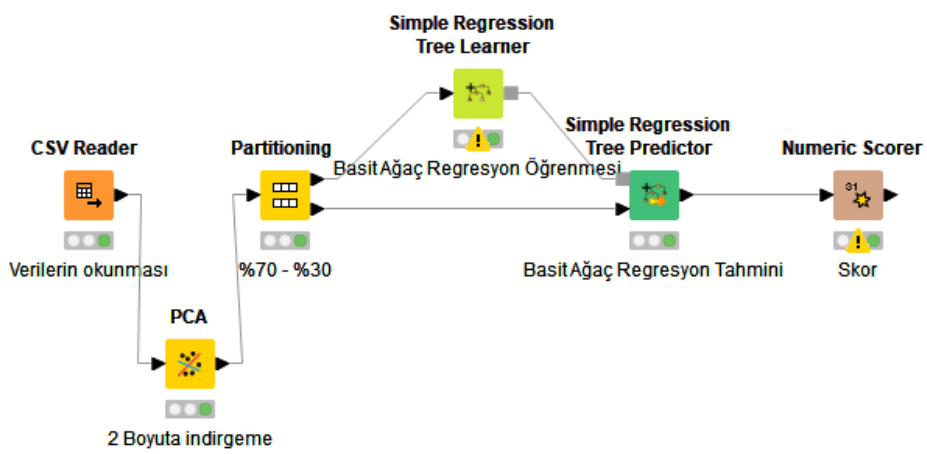 Simple Regression
Tree Learner
Basit Ağaç Regresyon Öğrenmesi
Simple Regression
Tree Predictor
Basit Ağaç Regresyon Tahmini
CSV Reader
Verilerin okunması
Partitioning
%70 - %30
Numeric Scorer
31
Skor
PCA
2 Boyuta indirgeme